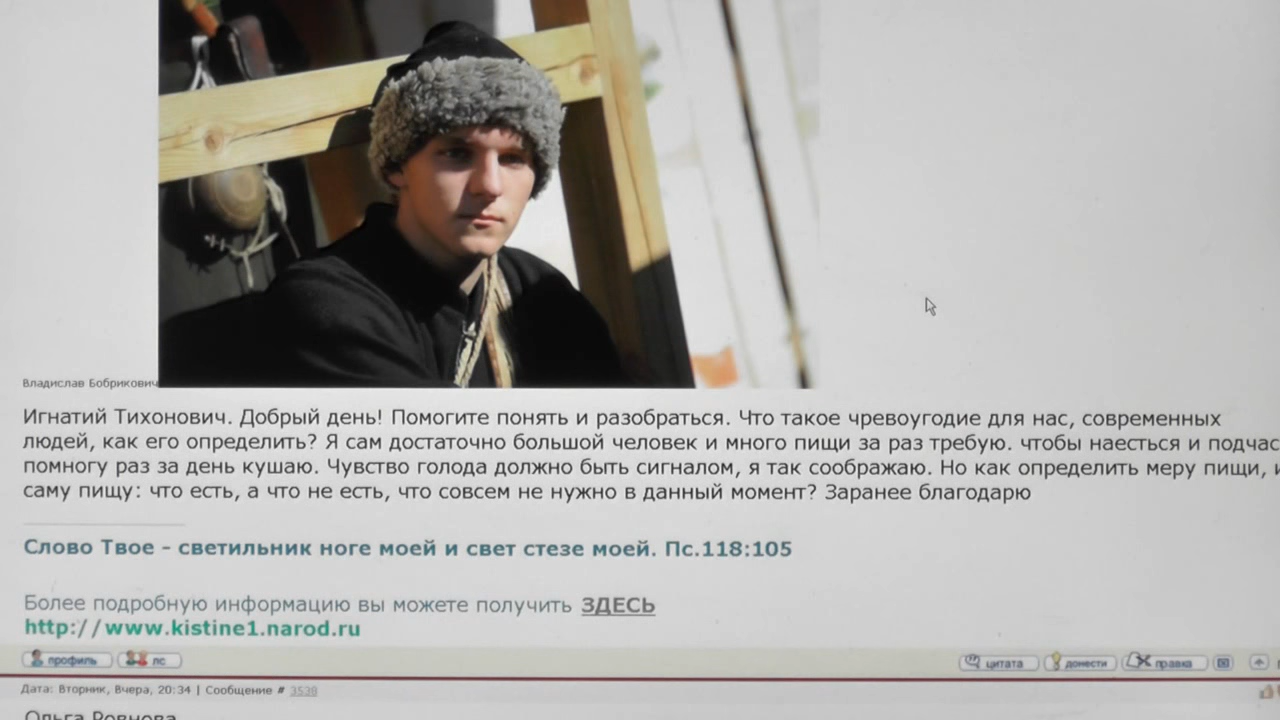 Владислав Бобрикович
Игнатий Тихонович. Добрый день! Помогите понять и разобраться. Что такое чревоугодие для нас, современных
людей, как его определить? Я сам достаточно большой человек и много пищи за раз требую. чтобы наесться и подчас
помногу раз за день кушаю. Чувство голода должно быть сигналом, я так соображаю. Но как определить меру пищи, и
саму пищу: что есть, а что не есть, что совсем не нужно в данный момент? Заранее благодарю
Слово Твое - светильник ноге моей и свет стезе моей. Пс.118:105
Более подробную информацию вы можете получить ЗДЕСЬ
http://www.kistine1.narod.ru
профиль лс цитата донести правка
Дата: Вторник, Вчера, 20:34 | Сообщение # 3538
Ольга Ровнова